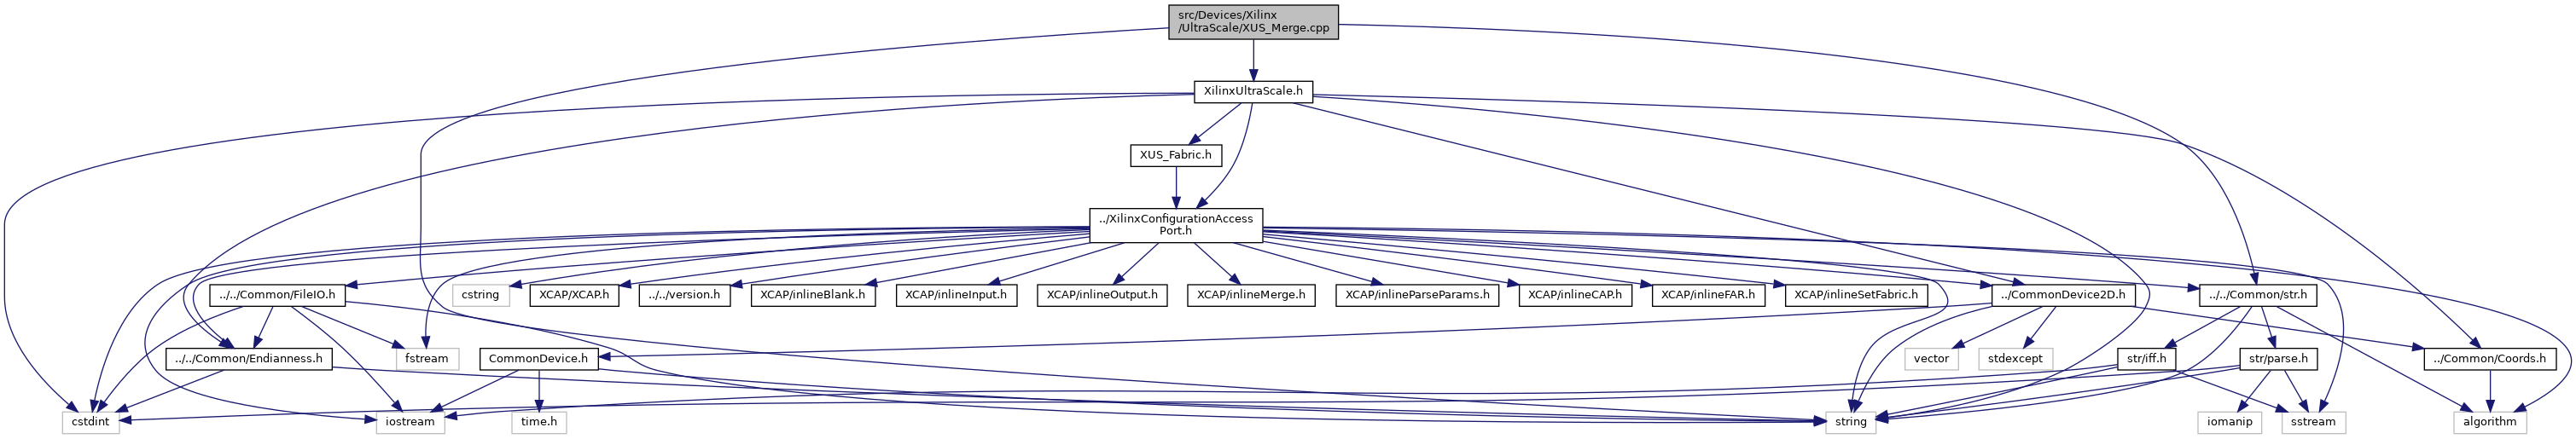 src/Devices/Xilinx
/UltraScale/XUS_Merge.cpp
XilinxUltraScale.h
XUS_Fabric.h
../XilinxConfigurationAccess
Port.h
../../Common/FileIO.h
cstring
XCAP/XCAP.h
../../version.h
XCAP/inlineBlank.h
XCAP/inlineInput.h
XCAP/inlineOutput.h
XCAP/inlineMerge.h
XCAP/inlineParseParams.h
XCAP/inlineCAP.h
XCAP/inlineFAR.h
XCAP/inlineSetFabric.h
../CommonDevice2D.h
../../Common/str.h
../../Common/Endianness.h
fstream
CommonDevice.h
vector
stdexcept
str/iff.h
str/parse.h
../Common/Coords.h
cstdint
iostream
time.h
string
iomanip
sstream
algorithm